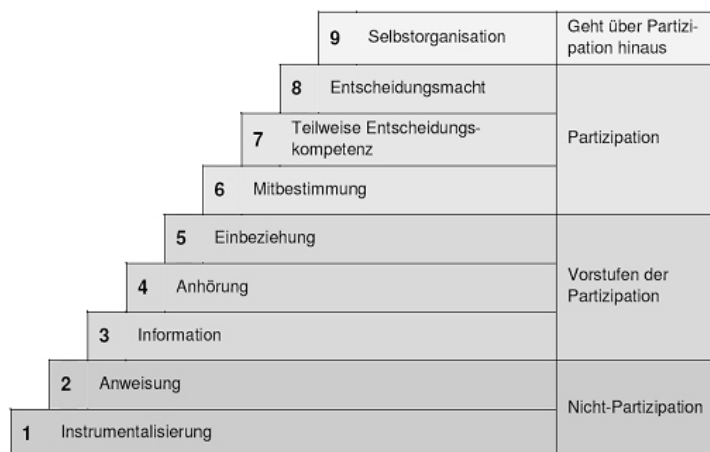 9 Selbstorganisation
Geht über Partizi-
pation hinaus
8 Entscheidungsmacht
7 Teilweise Entscheidungs-
kompetenz
Partizipation
6 Mitbestimmung
5 Einbeziehung
4 Anhörung
Vorstufen der
Partizipation
3 Information
2 Anweisung
Nicht-Partizipation
1 Instrumentalisierung